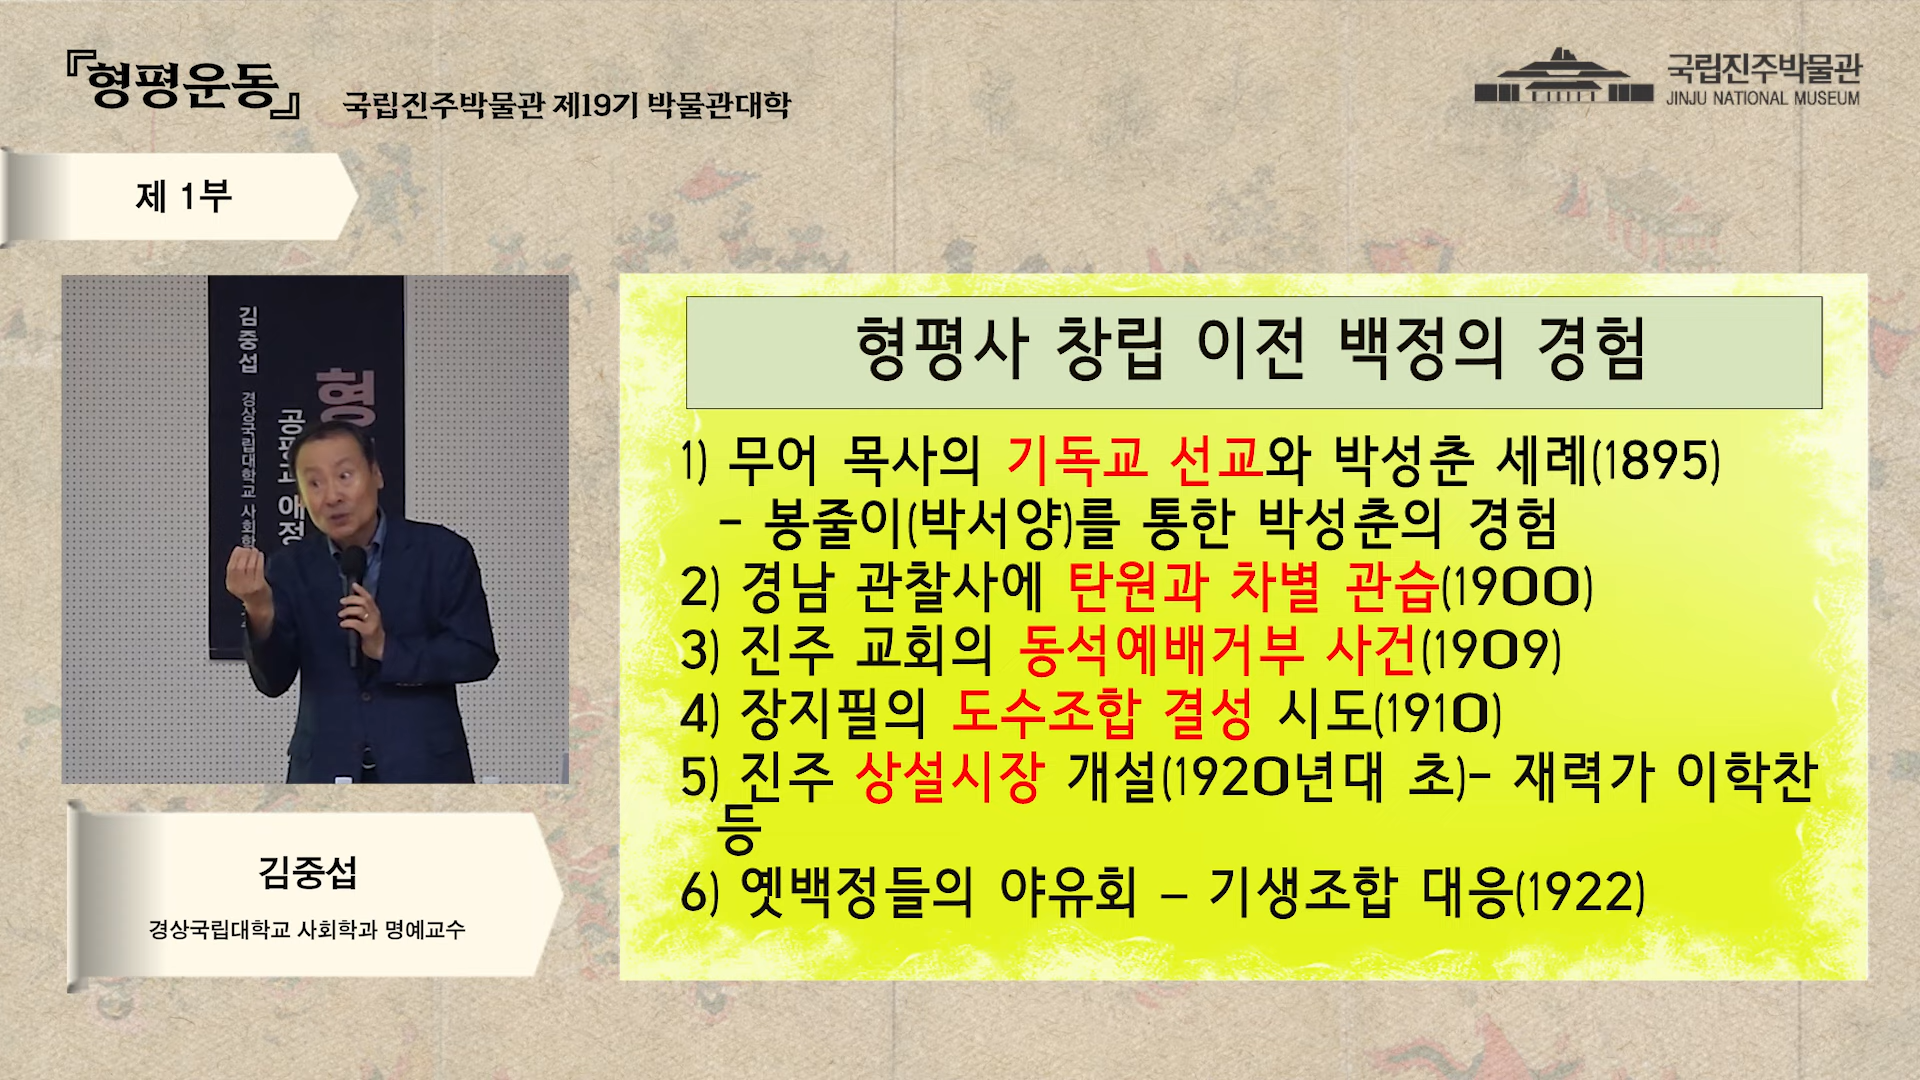 『형평운동』
국립진주박물관 제19기 박물관대학
국립진주박물관
JINJU NATIONAL MUSEUM
제 1부
김중섭
경상국립대학교 사회학
형
공평과 애정
김중섭
경상국립대학교 사회학과 명예교수
형평사 창립 이전 백정의 경험
1) 무어 목사의 기독교 선교와 박성춘 세례(1895)
- 봉줄이(박서양)를 통한 박성춘의 경험
2) 경남 관찰사에 탄원과 차별 관습(1900)
3) 진주 교회의 동석예배거부 사건(1909)
4) 장지필의 도수조합 결성 시도(1910)
5) 진주 상설시장 개설(1920년대 초)- 재력가 이학찬
등
6) 옛백정들의 야유회 – 기생조합 대응(1922)